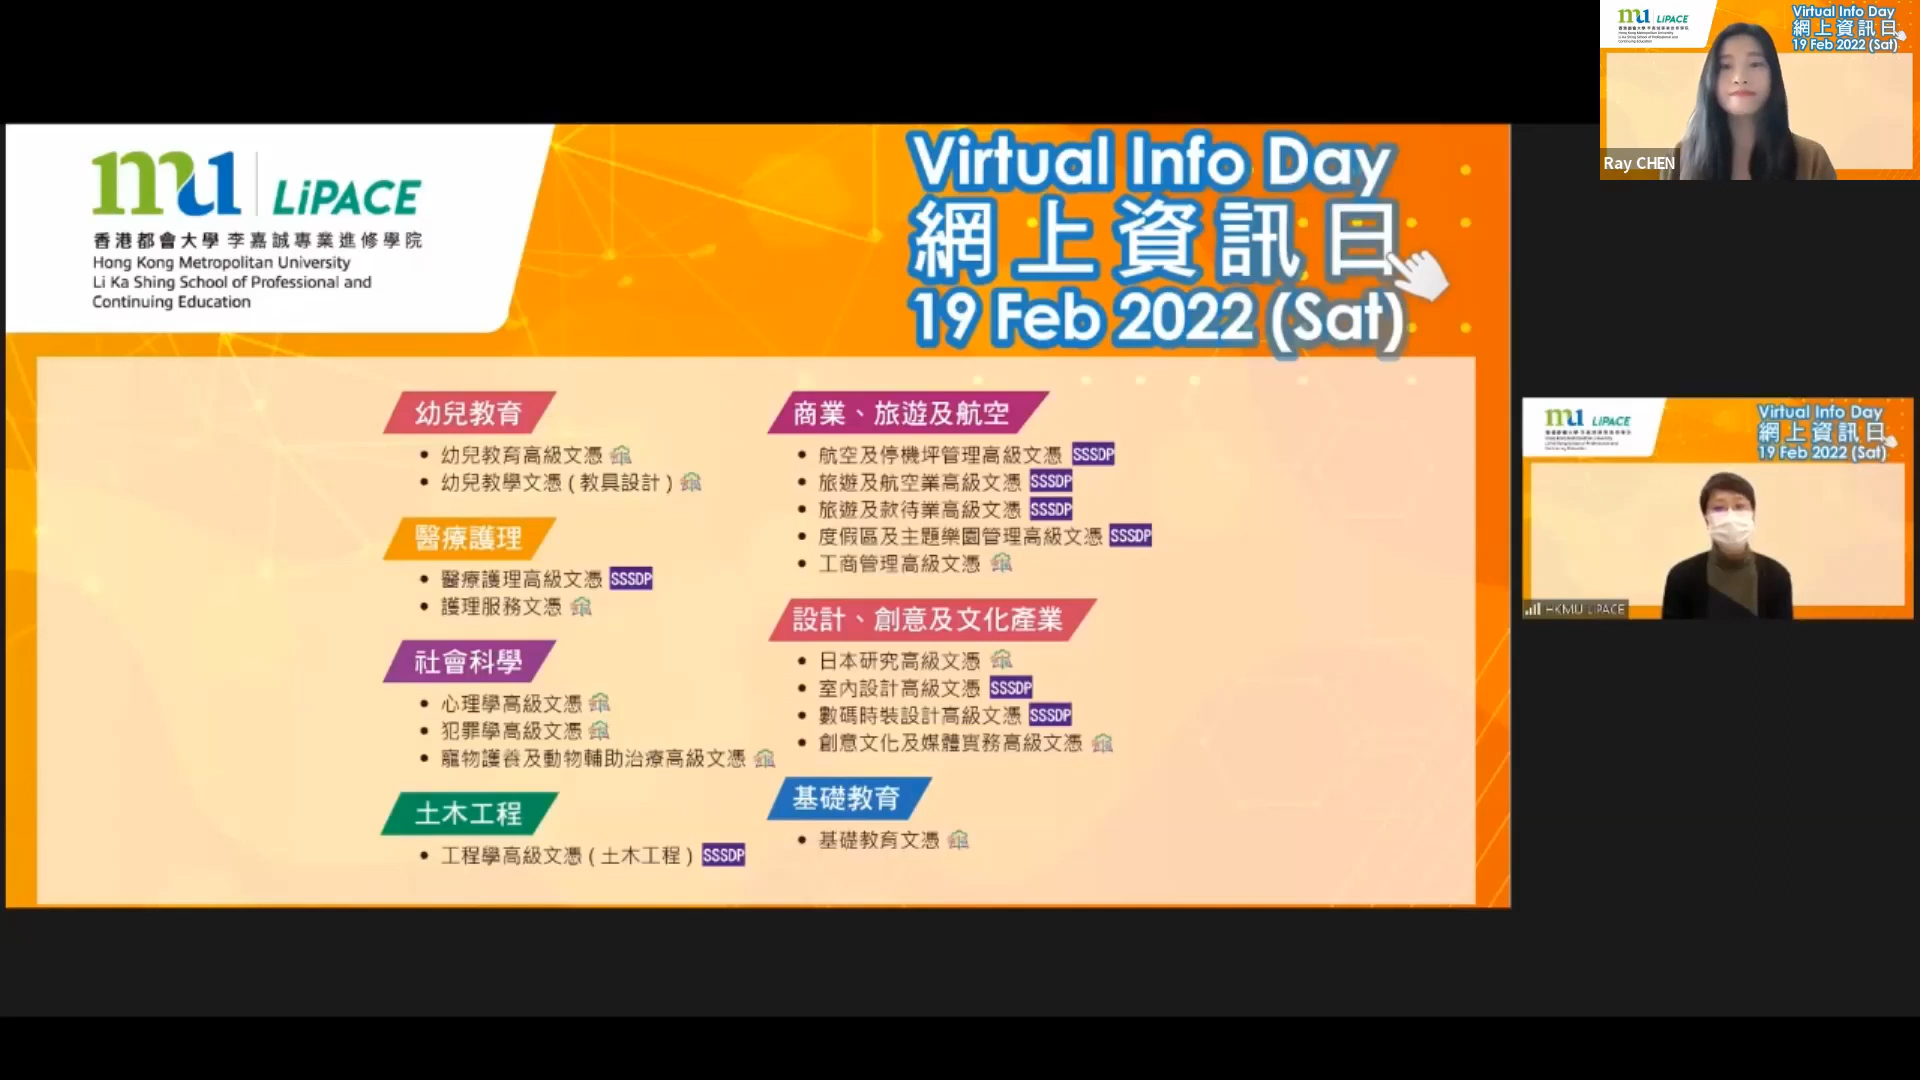 mu LiPACE
香港都會大學 李嘉誠專業進修學院
Hong Kong Metropolitan University
Li Ka Shing School of Professional and
Continuing Education
Virtual Info Day
網上資訊日
19 Feb 2022 (Sat)
幼兒教育
• 幼兒教育高級文憑
• 幼兒教學文憑 ( 教具設計 )
醫療護理
• 醫療護理高級文憑 SSSDP
• 護理服務文憑
社會科學
• 心理學高級文憑
• 犯罪學高級文憑
• 寵物護養及動物輔助治療高級文憑
土木工程
• 工程學高級文憑 ( 土木工程 ) SSSDP
商業、旅遊及航空
• 航空及停機坪管理高級文憑 SSSDP
• 旅遊及航空業高級文憑 SSSDP
• 旅遊及款待業高級文憑 SSSDP
• 度假區及主題樂園管理高級文憑 SSSDP
• 工商管理高級文憑
設計、創意及文化產業
• 日本研究高級文憑
• 室內設計高級文憑 SSSDP
• 數碼時裝設計高級文憑 SSSDP
• 創意文化及媒體實務高級文憑
基礎教育
• 基礎教育文憑
mu LiPACE
Virtual Info Day
網上資訊日
19 Feb 2022 (Sat)
Ray CHEN
mu LiPACE
Virtual Info Day
網上資訊日
19 Feb 2022 (Sat)
HKMU LiPACE